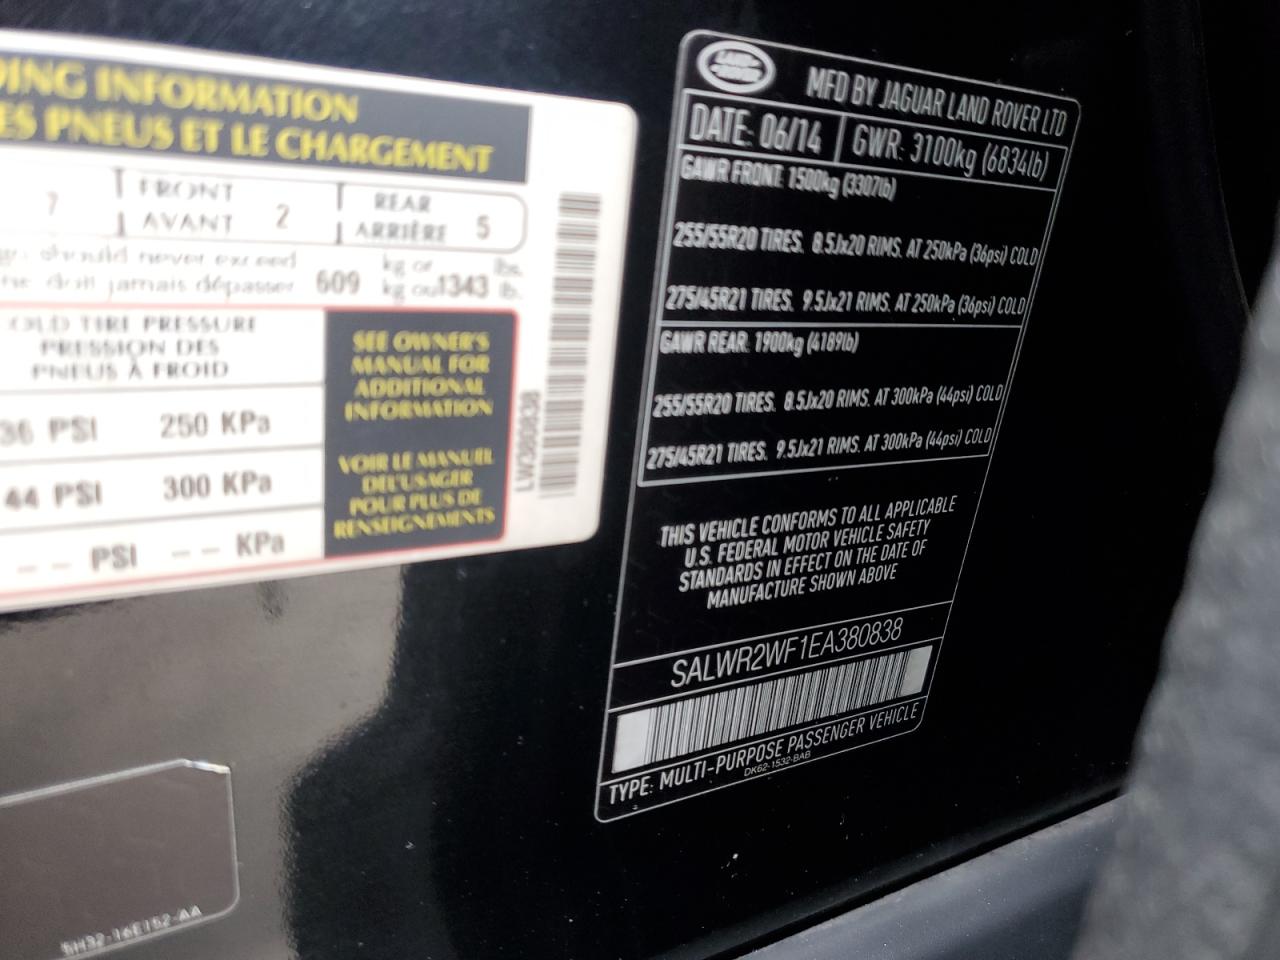 DING INFORMATION
ES PNEUS ET LE CHARGEMENT
7 FRONT AVANT 2 REAR ARRIÈRE 5
should never exceed 609 kg or 1343 lbs.
doit jamais dépasser kg ou lb.
COLD TIRE PRESSURE
PRESSION DES
PNEUS À FROID
36 PSI 250 KPa
44 PSI 300 KPa
-- PSI -- KPa
SEE OWNER'S
MANUAL FOR
ADDITIONAL
INFORMATION
VOIR LE MANUEL
DEL'USAGER
POUR PLUS DE
RENSEIGNEMENTS
LW380838
5H32-16E152-AA
LAND
ROVER
MFD BY JAGUAR LAND ROVER LTD
DATE: 06/14 GWR: 3100kg (6834lb)
GAWR FRONT: 1500kg (3307lb)
255/55R20 TIRES. 8.5Jx20 RIMS. AT 250kPa (36psi) COLD
275/45R21 TIRES. 9.5Jx21 RIMS. AT 250kPa (36psi) COLD
GAWR REAR: 1900kg (4189lb)
255/55R20 TIRES. 8.5Jx20 RIMS. AT 300kPa (44psi) COLD
275/45R21 TIRES. 9.5Jx21 RIMS. AT 300kPa (44psi) COLD
THIS VEHICLE CONFORMS TO ALL APPLICABLE
U.S. FEDERAL MOTOR VEHICLE SAFETY
STANDARDS IN EFFECT ON THE DATE OF
MANUFACTURE SHOWN ABOVE
SALWR2WF1EA380838
TYPE: MULTI-PURPOSE PASSENGER VEHICLE
DK62-1532-BAB